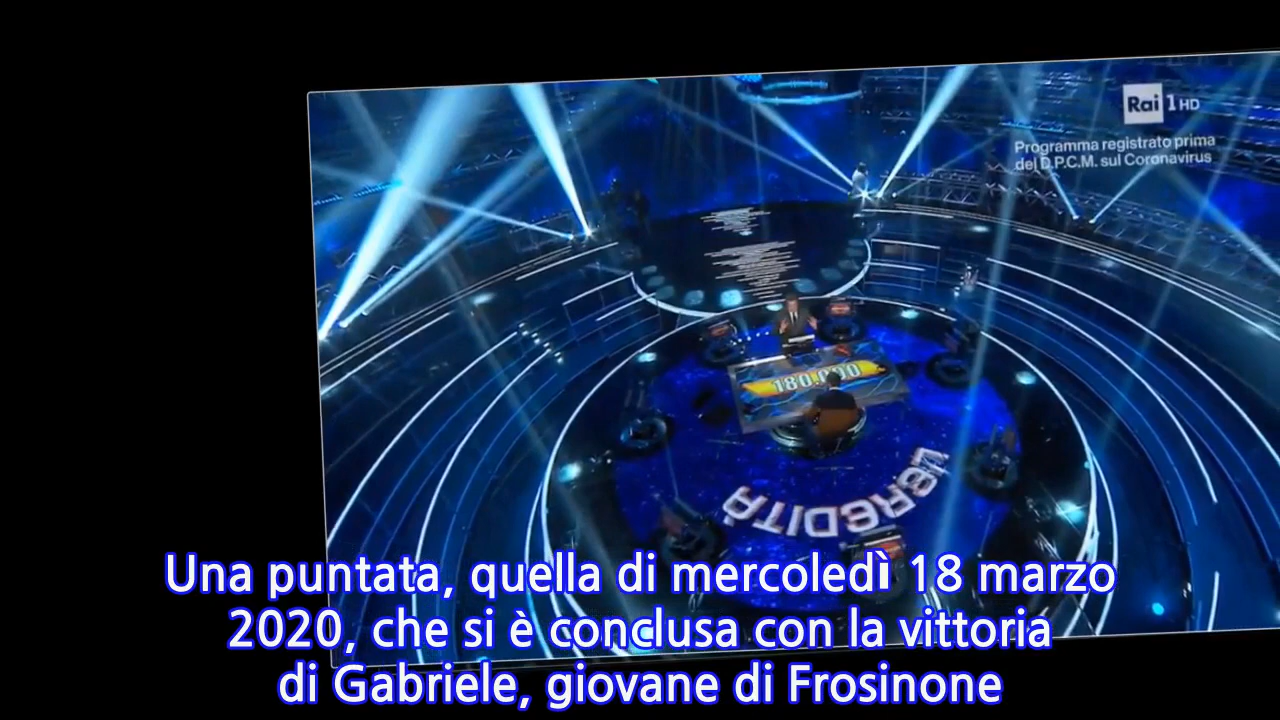 Rai 1 HD
Programma registrato prima
del D.P.C.M. sul Coronavirus
180.000
L'EREDITÀ
Una puntata, quella di mercoledì 18 marzo
2020, che si è conclusa con la vittoria
di Gabriele, giovane di Frosinone